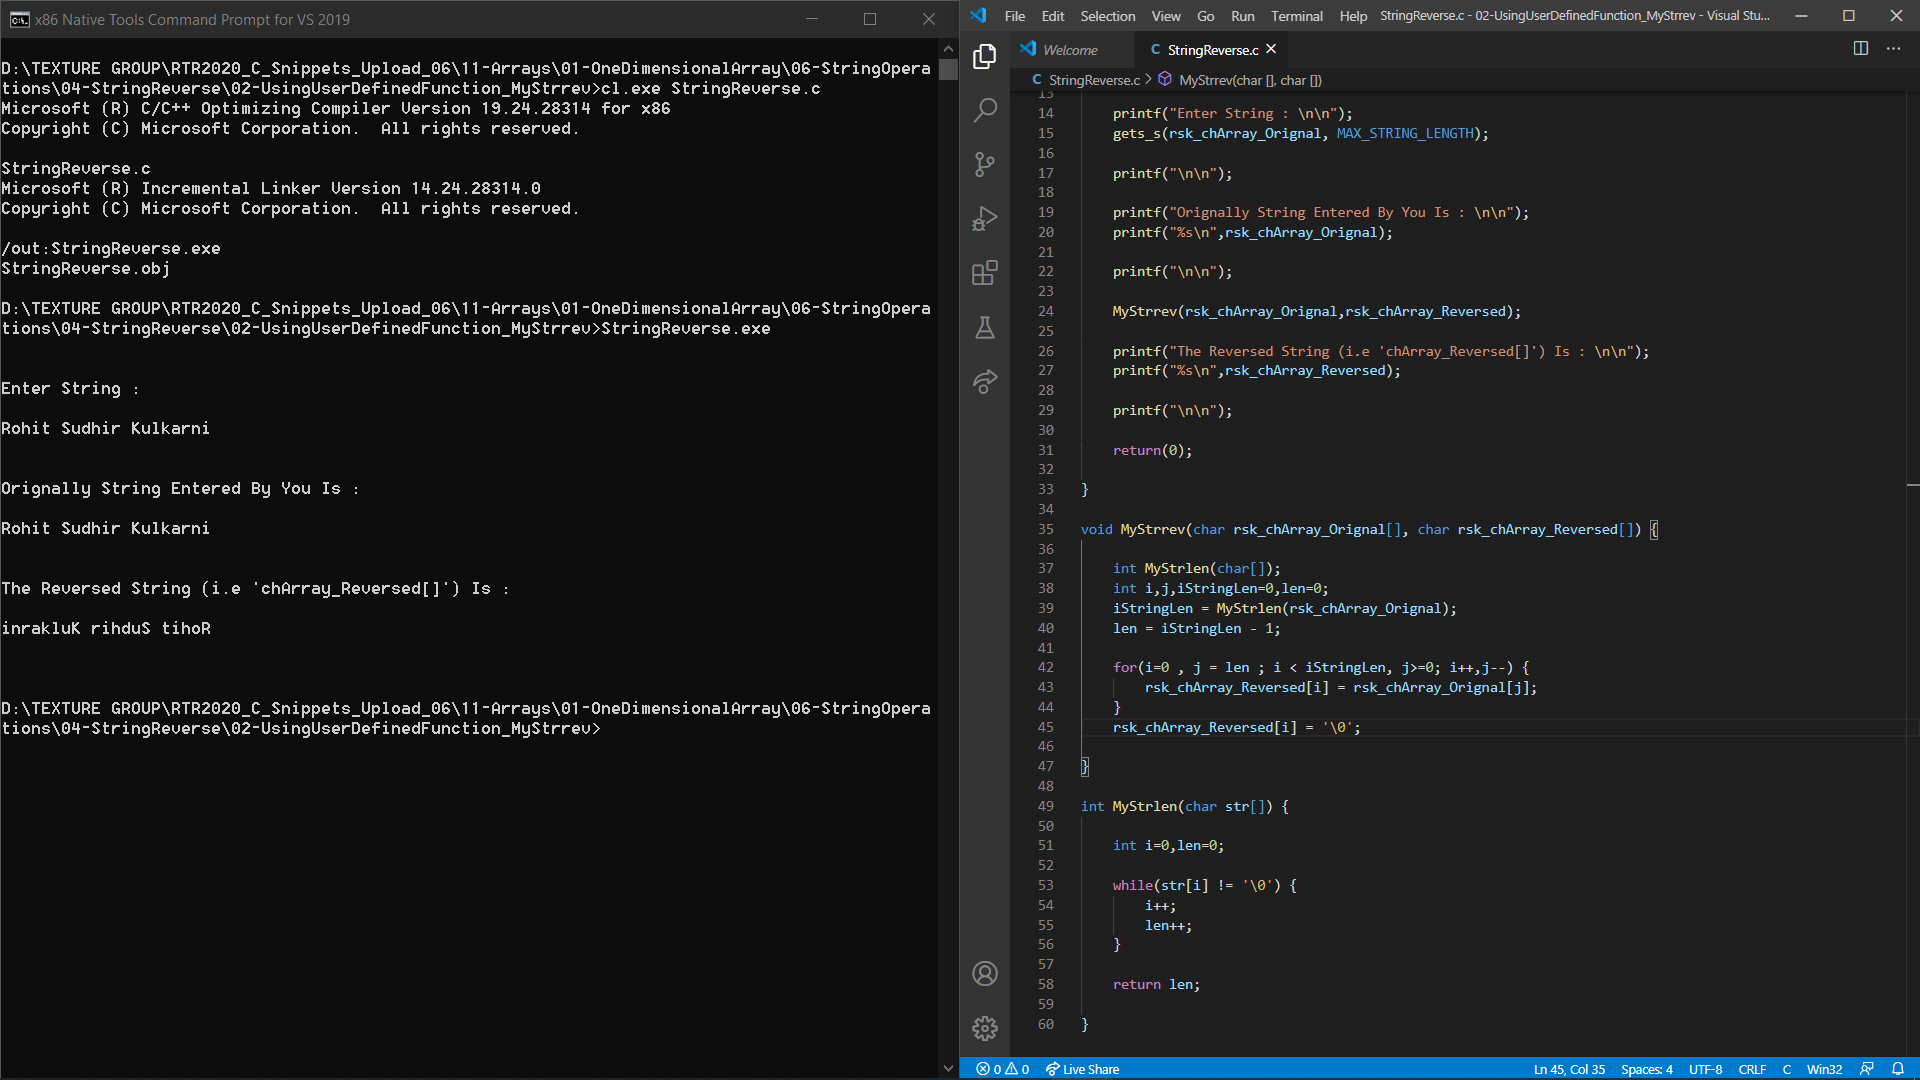 x86 Native Tools Command Prompt for VS 2019
D:\TEXTURE GROUP\RTR2020_C_Snippets_Upload_06\11-Arrays\01-OneDimensionalArray\06-StringOpera
tions\04-StringReverse\02-UsingUserDefinedFunction_MyStrrev>cl.exe StringReverse.c
Microsoft (R) C/C++ Optimizing Compiler Version 19.24.28314 for x86
Copyright (C) Microsoft Corporation.  All rights reserved.
StringReverse.c
Microsoft (R) Incremental Linker Version 14.24.28314.0
Copyright (C) Microsoft Corporation.  All rights reserved.
/out:StringReverse.exe
StringReverse.obj
D:\TEXTURE GROUP\RTR2020_C_Snippets_Upload_06\11-Arrays\01-OneDimensionalArray\06-StringOpera
tions\04-StringReverse\02-UsingUserDefinedFunction_MyStrrev>StringReverse.exe
Enter String :
Rohit Sudhir Kulkarni
Orignally String Entered By You Is :
Rohit Sudhir Kulkarni
The Reversed String (i.e 'chArray_Reversed[]') Is :
inrakluK rihduS tihoR
D:\TEXTURE GROUP\RTR2020_C_Snippets_Upload_06\11-Arrays\01-OneDimensionalArray\06-StringOpera
tions\04-StringReverse\02-UsingUserDefinedFunction_MyStrrev>
File Edit Selection View Go Run Terminal Help StringReverse.c - 02-UsingUserDefinedFunction_MyStrrev - Visual Stu...
Welcome C StringReverse.c
C StringReverse.c > MyStrrev(char [], char [])
13
14 printf("Enter String : \n\n");
15 gets_s(rsk_chArray_Orignal, MAX_STRING_LENGTH);
16
17 printf("\n\n");
18
19 printf("Orignally String Entered By You Is : \n\n");
20 printf("%s\n",rsk_chArray_Orignal);
21
22 printf("\n\n");
23
24 MyStrrev(rsk_chArray_Orignal,rsk_chArray_Reversed);
25
26 printf("The Reversed String (i.e 'chArray_Reversed[]') Is : \n\n");
27 printf("%s\n",rsk_chArray_Reversed);
28
29 printf("\n\n");
30
31 return(0);
32
33 }
34
35 void MyStrrev(char rsk_chArray_Orignal[], char rsk_chArray_Reversed[]) {
36
37 int MyStrlen(char[]);
38 int i,j,iStringLen=0,len=0;
39 iStringLen = MyStrlen(rsk_chArray_Orignal);
40 len = iStringLen - 1;
41
42 for(i=0 , j = len ; i < iStringLen, j>=0; i++,j--) {
43 rsk_chArray_Reversed[i] = rsk_chArray_Orignal[j];
44 }
45 rsk_chArray_Reversed[i] = '\0';
46
47 }
48
49 int MyStrlen(char str[]) {
50
51 int i=0,len=0;
52
53 while(str[i] != '\0') {
54 i++;
55 len++;
56 }
57
58 return len;
59
60 }
0 0 Live Share Ln 45, Col 35 Spaces: 4 UTF-8 CRLF C Win32